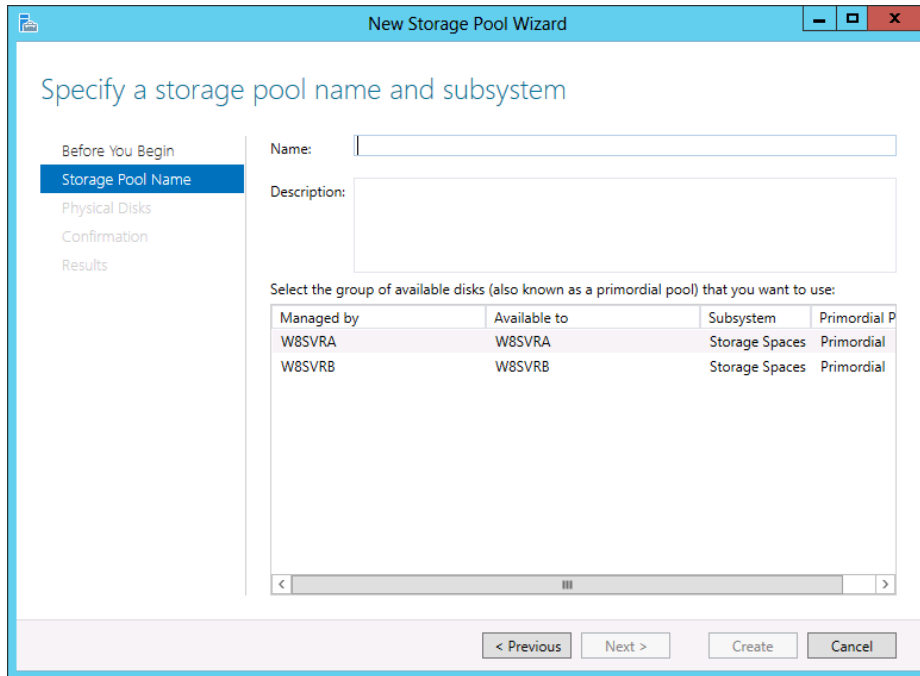 New Storage Pool Wizard
Specify a storage pool name and subsystem
Before You Begin
Storage Pool Name
Physical Disks
Confirmation
Results
Name:
Description:
Select the group of available disks (also known as a primordial pool) that you want to use:
Managed by Available to Subsystem Primordial P
W8SVRA W8SVRA Storage Spaces Primordial
W8SVRB W8SVRB Storage Spaces Primordial
< Previous Next > Create Cancel